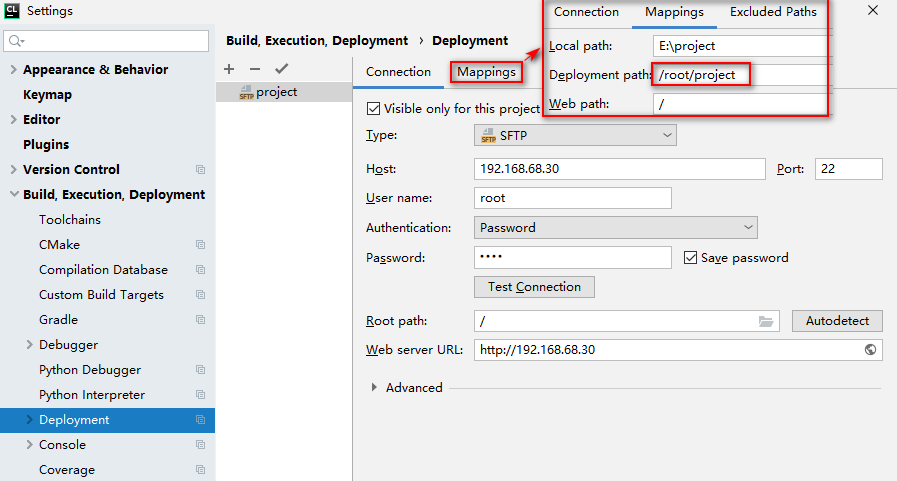 CL Settings
Appearance & Behavior
Keymap
Editor
Plugins
Version Control
Build, Execution, Deployment
Toolchains
CMake
Compilation Database
Custom Build Targets
Gradle
Debugger
Python Debugger
Python Interpreter
Deployment
Console
Coverage
Build, Execution, Deployment › Deployment
SFTP project
Connection Mappings
Visible only for this project
Type: SFTP SFTP
Host: 192.168.68.30 Port: 22
User name: root
Authentication: Password
Password: ••••  Save password
Test Connection
Root path: / Autodetect
Web server URL: http://192.168.68.30
Advanced
Connection Mappings Excluded Paths
Local path: E:\project
Deployment path: /root/project
Web path: /